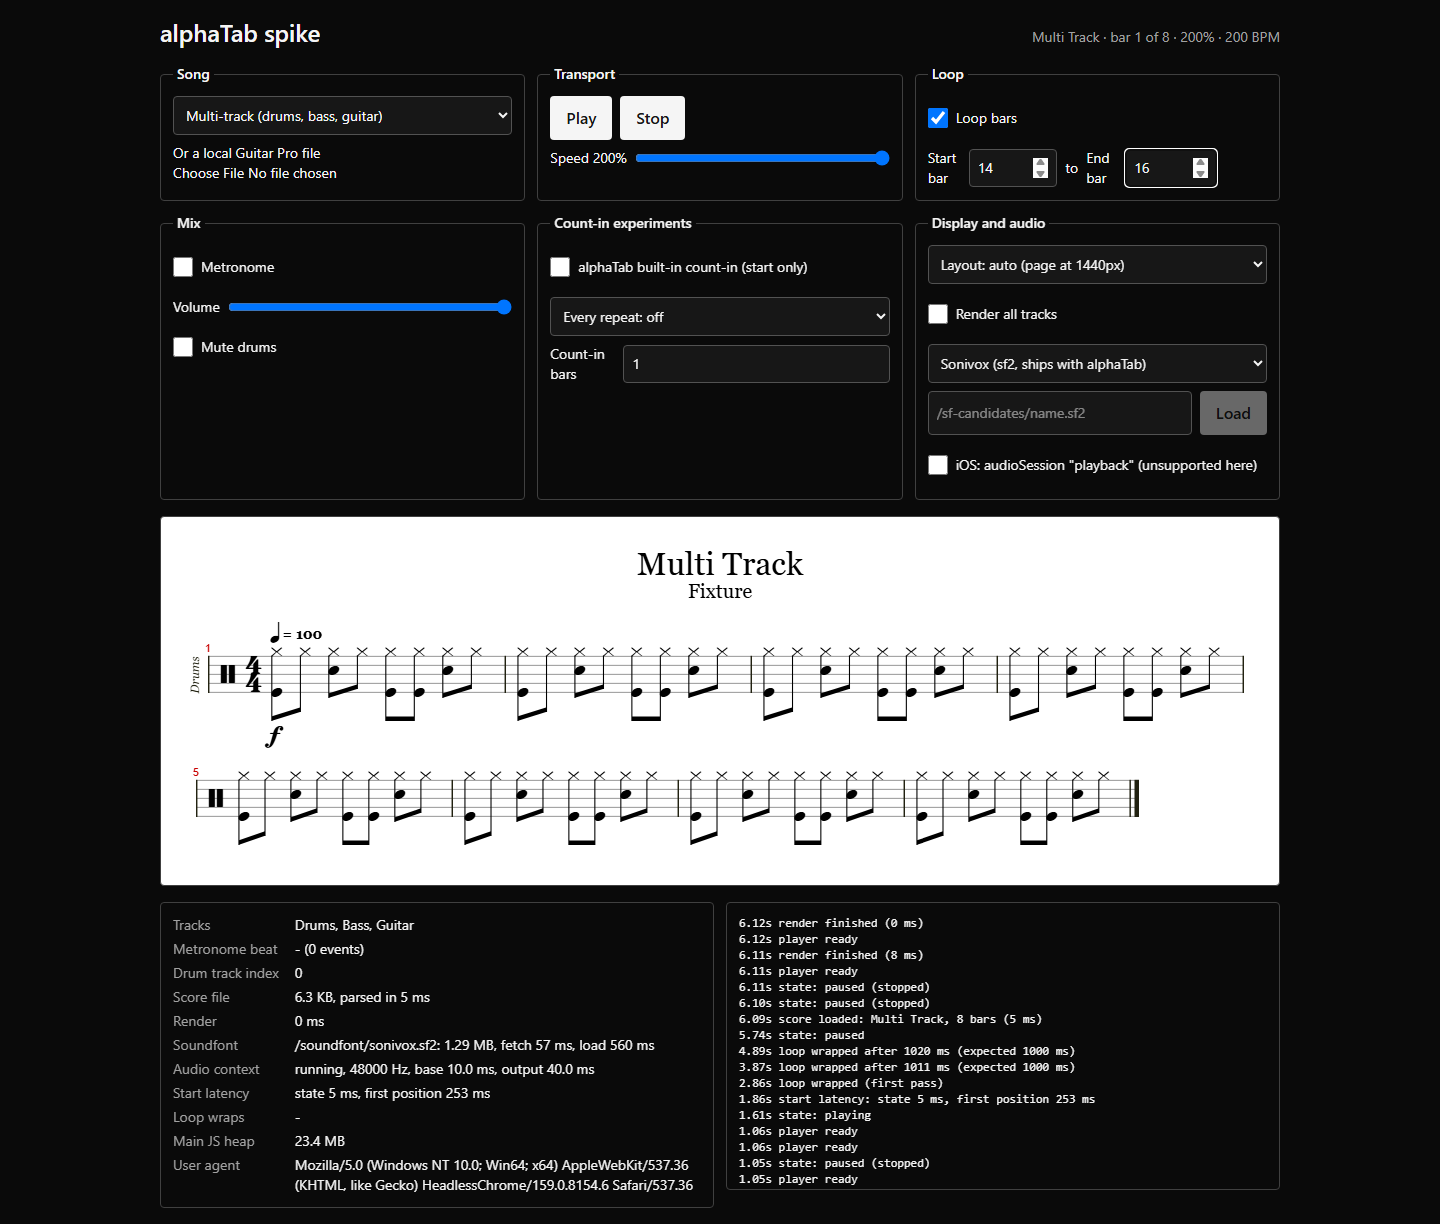 alphaTab spike
Multi Track · bar 1 of 8 · 200% · 200 BPM
Song
Multi-track (drums, bass, guitar)
Or a local Guitar Pro file
Choose File No file chosen
Transport
Play
Stop
Speed 200%
Loop
Loop bars
Start bar
14
to
End bar
16
Mix
Metronome
Volume
Mute drums
Count-in experiments
alphaTab built-in count-in (start only)
Every repeat: off
Count-in bars
1
Display and audio
Layout: auto (page at 1440px)
Render all tracks
Sonivox (sf2, ships with alphaTab)
/sf-candidates/name.sf2
Load
iOS: audioSession "playback" (unsupported here)
Multi Track
Fixture
= 100
1
Drums
4
4
f
5
Tracks Drums, Bass, Guitar
Metronome beat - (0 events)
Drum track index 0
Score file 6.3 KB, parsed in 5 ms
Render 0 ms
Soundfont /soundfont/sonivox.sf2: 1.29 MB, fetch 57 ms, load 560 ms
Audio context running, 48000 Hz, base 10.0 ms, output 40.0 ms
Start latency state 5 ms, first position 253 ms
Loop wraps -
Main JS heap 23.4 MB
User agent Mozilla/5.0 (Windows NT 10.0; Win64; x64) AppleWebKit/537.36
(KHTML, like Gecko) HeadlessChrome/159.0.8154.6 Safari/537.36
6.12s render finished (0 ms)
6.12s player ready
6.11s render finished (8 ms)
6.11s player ready
6.11s state: paused (stopped)
6.10s state: paused (stopped)
6.09s score loaded: Multi Track, 8 bars (5 ms)
5.74s state: paused
4.89s loop wrapped after 1020 ms (expected 1000 ms)
3.87s loop wrapped after 1011 ms (expected 1000 ms)
2.86s loop wrapped (first pass)
1.86s start latency: state 5 ms, first position 253 ms
1.61s state: playing
1.06s player ready
1.06s player ready
1.05s state: paused (stopped)
1.05s player ready